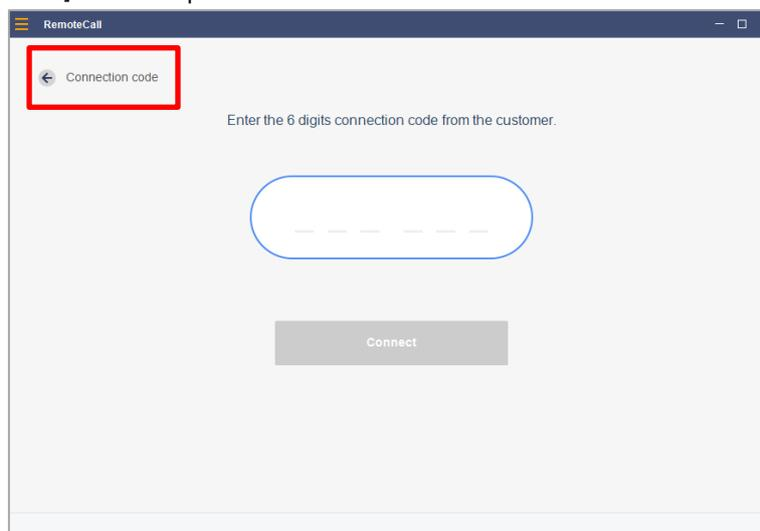 RemoteCall
Connection code
Enter the 6 digits connection code from the customer.
Connect